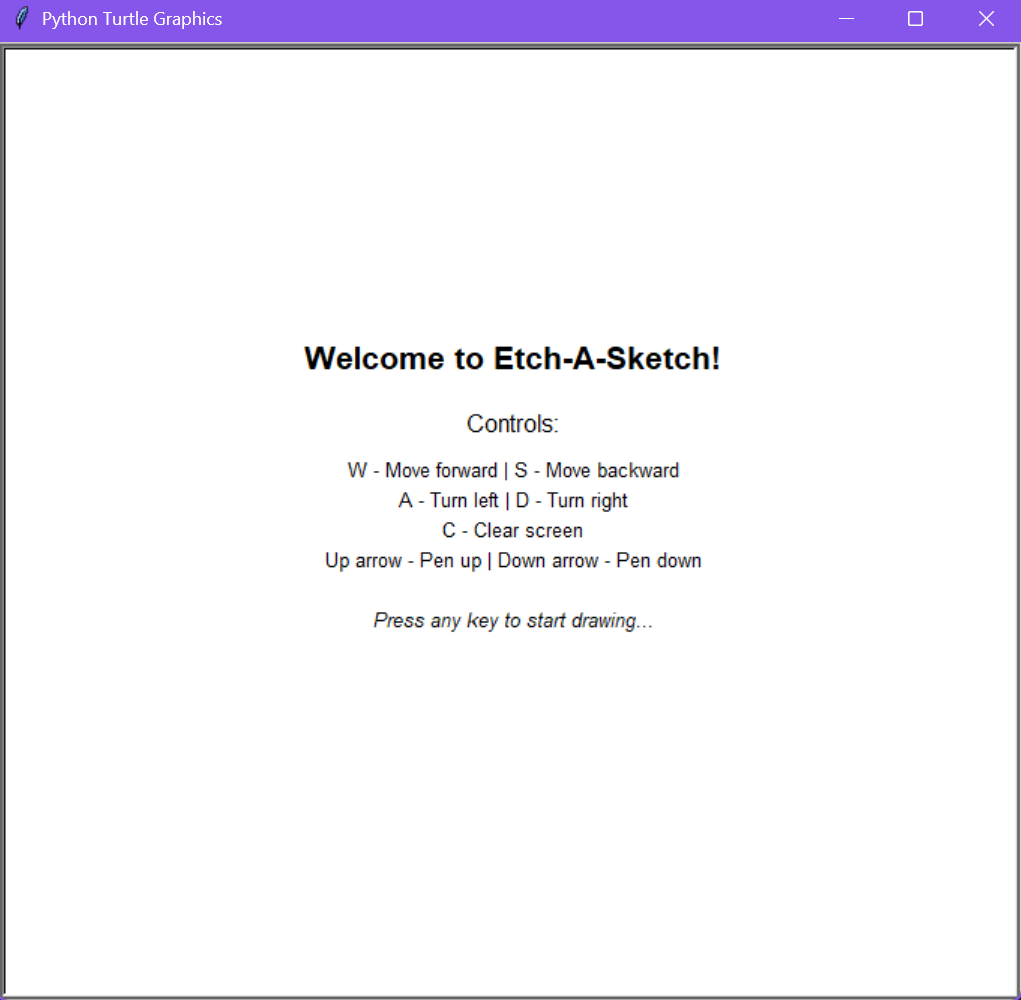 Python Turtle Graphics
Welcome to Etch-A-Sketch!
Controls:
W - Move forward | S - Move backward
A - Turn left | D - Turn right
C - Clear screen
Up arrow - Pen up | Down arrow - Pen down
Press any key to start drawing...